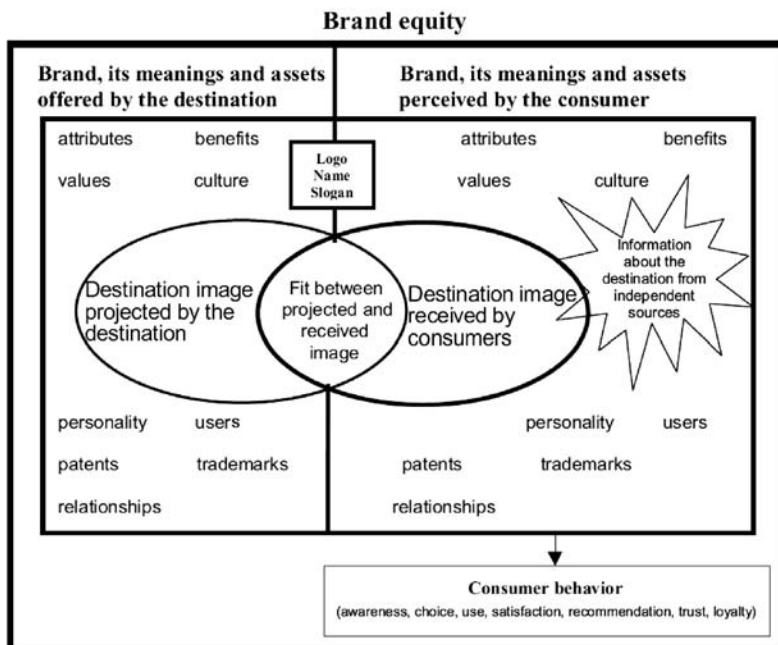 Brand equity
Brand, its meanings and assets
offered by the destination
Brand, its meanings and assets
perceived by the consumer
attributes benefits
values culture
Logo
Name
Slogan
attributes benefits
values culture
Destination image
projected by the
destination
Fit between
projected and
received
image
Destination image
received by
consumers
Information
about the
destination from
independent
sources
personality users
patents trademarks
relationships
personality users
patents trademarks
relationships
Consumer behavior
(awareness, choice, use, satisfaction, recommendation, trust, loyalty)